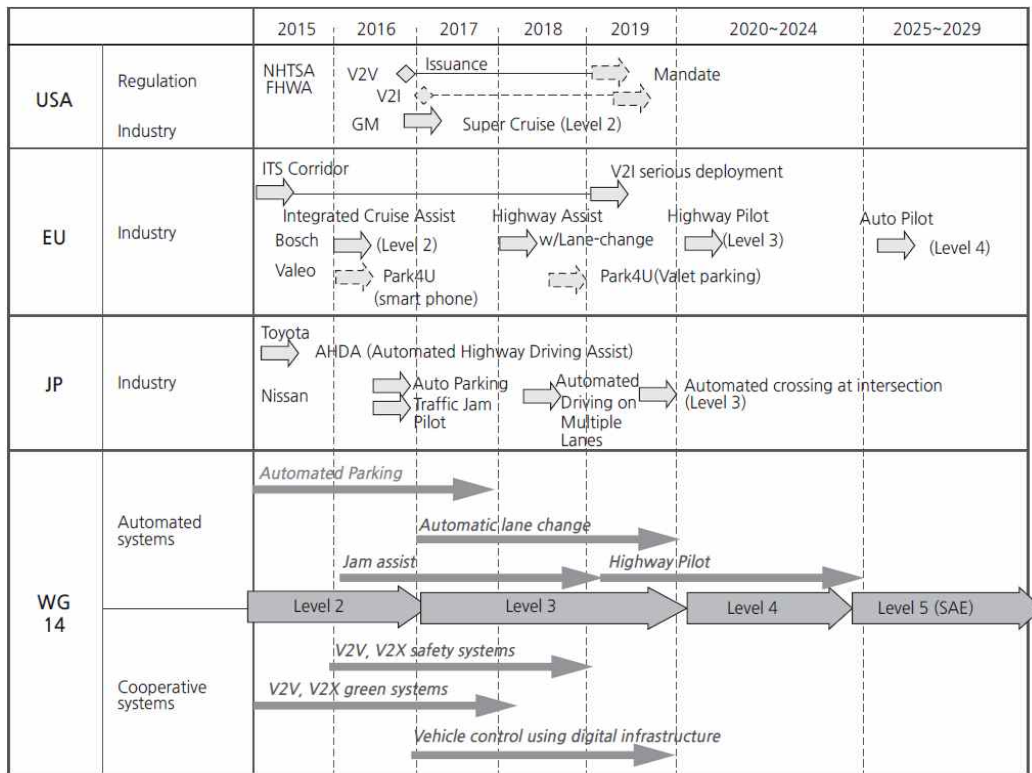 2015 2016 2017 2018 2019 2020~2024 2025~2029
USA
Regulation
NHTSA
FHWA
V2V
Issuance
Mandate
V2I
Industry
GM
Super Cruise (Level 2)
EU
Industry
ITS Corridor
V2I serious deployment
Integrated Cruise Assist
Highway Assist
Highway Pilot
Auto Pilot
Bosch
(Level 2)
w/Lane-change
(Level 3)
(Level 4)
Valeo
Park4U
(smart phone)
Park4U(Valet parking)
JP
Industry
Toyota
AHDA (Automated Highway Driving Assist)
Nissan
Auto Parking
Traffic Jam
Pilot
Automated
Driving on
Multiple
Lanes
Automated crossing at intersection
(Level 3)
WG
14
Automated
systems
Automated Parking
Automatic lane change
Jam assist
Highway Pilot
Level 2
Level 3
Level 4
Level 5 (SAE)
Cooperative
systems
V2V, V2X safety systems
V2V, V2X green systems
Vehicle control using digital infrastructure